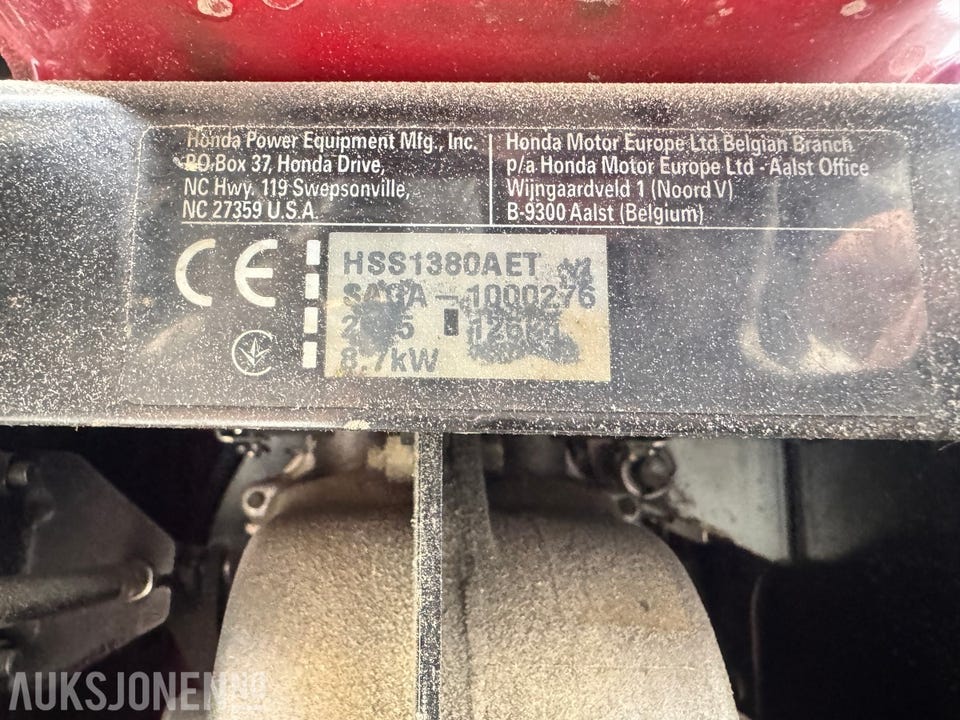 Honda Power Equipment Mfg., Inc.
PO Box 37, Honda Drive,
NC Hwy. 119 Swepsonville,
NC 27359 U.S.A.
Honda Motor Europe Ltd Belgian Branch
p/a Honda Motor Europe Ltd - Aalst Office
Wijngaardveld 1 (Noord V)
B-9300 Aalst (Belgium)
CE
HSS1380AET
-1000276
8.7kW
AUKSJONEN.NO